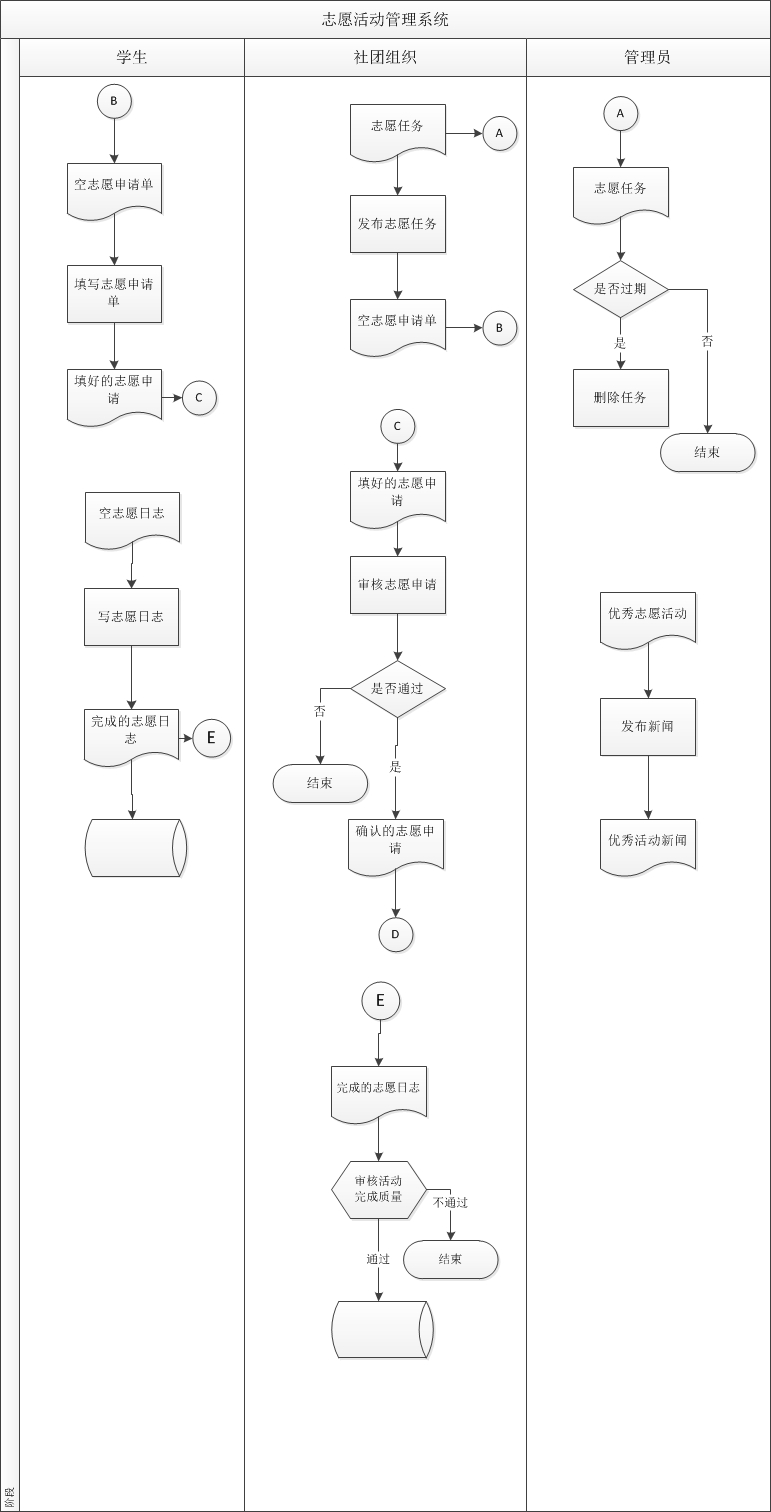 志愿活动管理系统
学生
社团组织
管理员
B
空志愿申请单
填写志愿申请
单
填好的志愿申
请
C
空志愿日志
写志愿日志
完成的志愿日
志
E
志愿任务
A
发布志愿任务
空志愿申请单
B
C
填好的志愿申
请
审核志愿申请
是否通过
否
结束
是
确认的志愿申
请
D
E
完成的志愿日志
审核活动
完成质量
不通过
结束
通过
A
志愿任务
是否过期
是
否
删除任务
结束
优秀志愿活动
发布新闻
优秀活动新闻
阶段